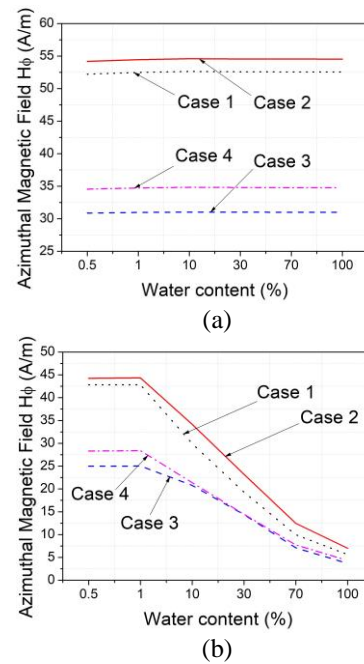 Azimuthal Magnetic Field Hϕ (A/m)
60
55
50
45
40
35
30
25
Case 1
Case 2
Case 4
Case 3
0.5 1 10 30 70 100
Water content (%)
(a)
Azimuthal Magnetic Field Hϕ (A/m)
50
45
40
35
30
25
20
15
10
5
0
Case 1
Case 2
Case 4
Case 3
0.5 1 10 30 70 100
Water content (%)
(b)